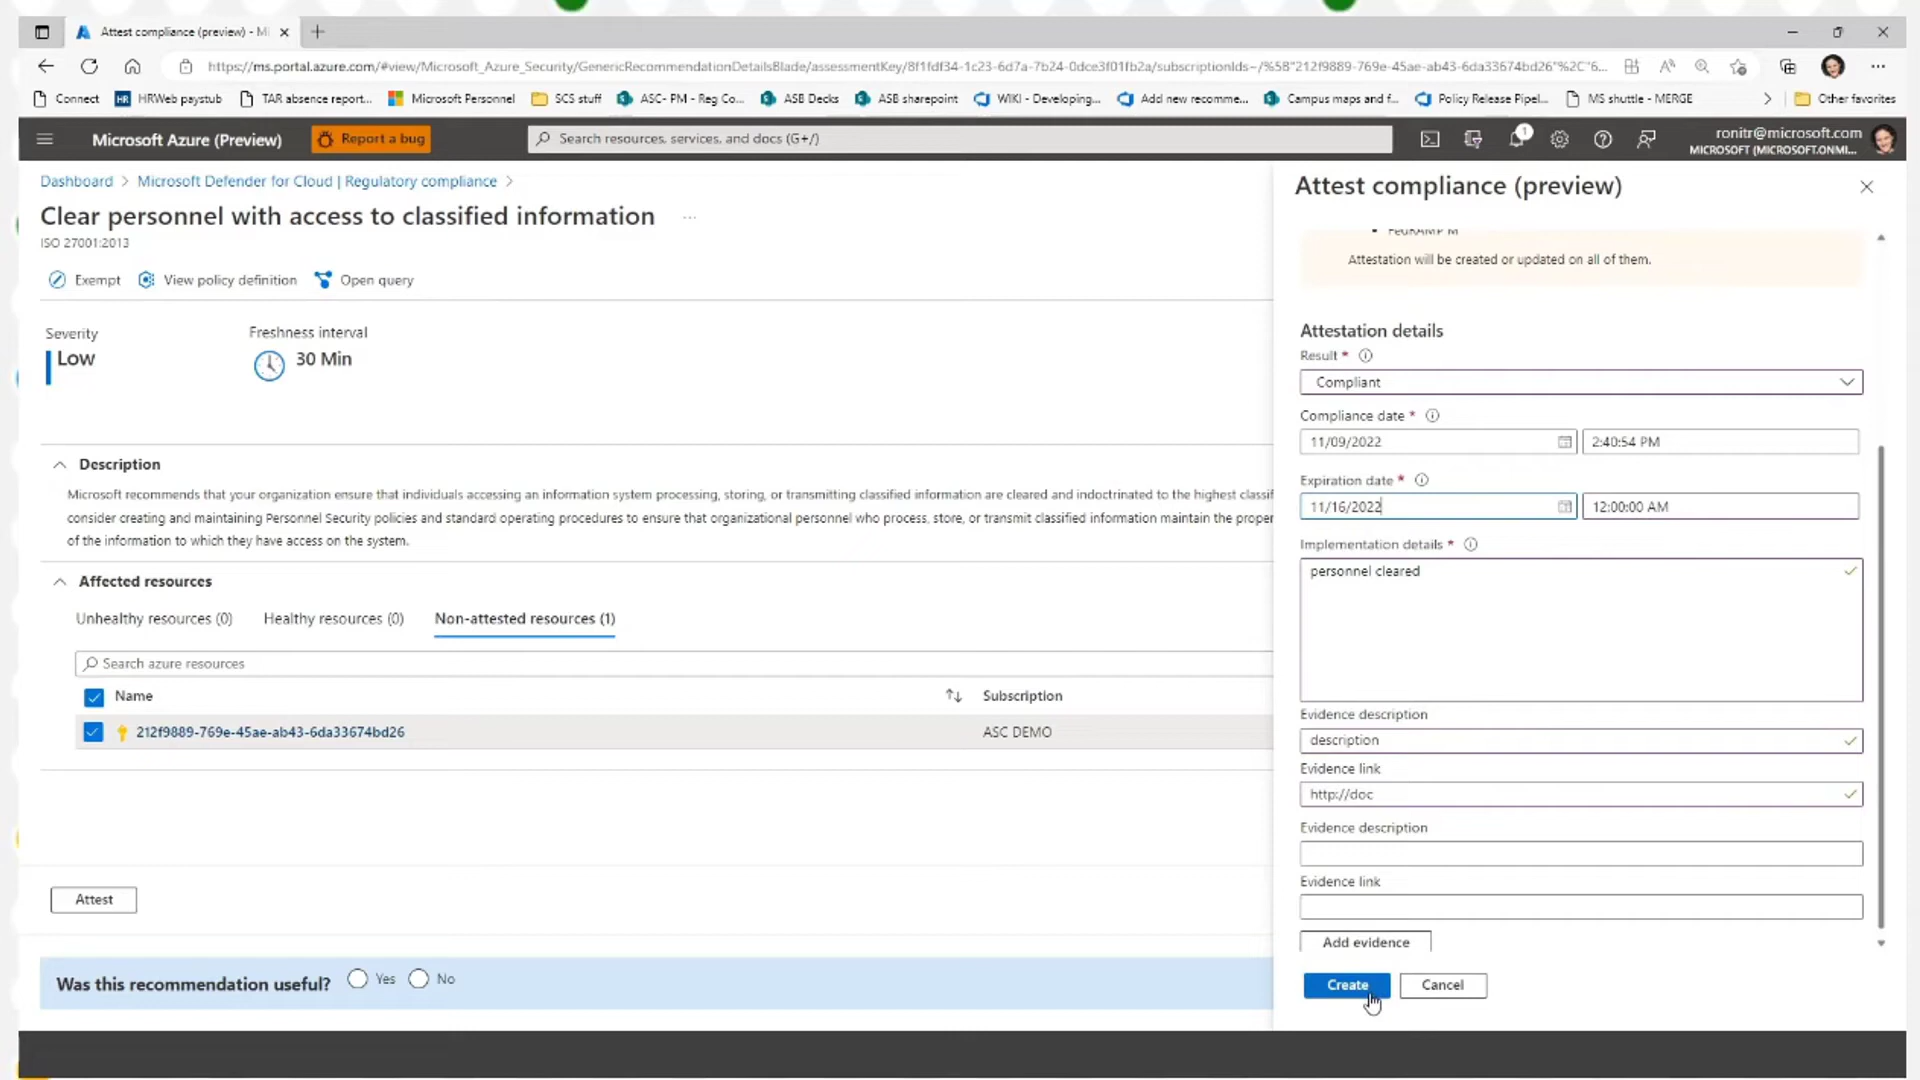 Attest compliance (preview) - Mi
https://ms.portal.azure.com/#view/Microsoft_Azure_Security/GenericRecommendationDetailsBlade/assessmentKey/8f1fdf34-1c23-6d7a-7b24-0dce3f01fb2a/subscriptionIds~/%5B"212f9889-769e-45ae-ab43-6da33674bd26"%2C"6...
Connect
HRWeb paystub
TAR absence report...
Microsoft Personnel
SCS stuff
ASC- PM - Reg Co...
ASB Decks
ASB sharepoint
WIKI - Developing...
Add new recomme...
Campus maps and f...
Policy Release Pipel...
MS shuttle - MERGE
Other favorites
Microsoft Azure (Preview)
Report a bug
Search resources, services, and docs (G+/)
1
ronitr@microsoft.com
MICROSOFT (MICROSOFT.ONMI...
Dashboard > Microsoft Defender for Cloud | Regulatory compliance >
Clear personnel with access to classified information ...
ISO 27001:2013
Exempt
View policy definition
Open query
Severity
Low
Freshness interval
30 Min
Description
Microsoft recommends that your organization ensure that individuals accessing an information system processing, storing, or transmitting classified information are cleared and indoctrinated to the highest classif
consider creating and maintaining Personnel Security policies and standard operating procedures to ensure that organizational personnel who process, store, or transmit classified information maintain the proper
of the information to which they have access on the system.
Affected resources
Unhealthy resources (0)
Healthy resources (0)
Non-attested resources (1)
Search azure resources
Name
Subscription
212f9889-769e-45ae-ab43-6da33674bd26
ASC DEMO
Attest
Was this recommendation useful?
Yes
No
Attest compliance (preview)
• FedRAMP M
Attestation will be created or updated on all of them.
Attestation details
Result *
Compliant
Compliance date *
11/09/2022
2:40:54 PM
Expiration date *
11/16/2022
12:00:00 AM
Implementation details *
personnel cleared
Evidence description
description
Evidence link
http://doc
Evidence description
Evidence link
Add evidence
Create
Cancel